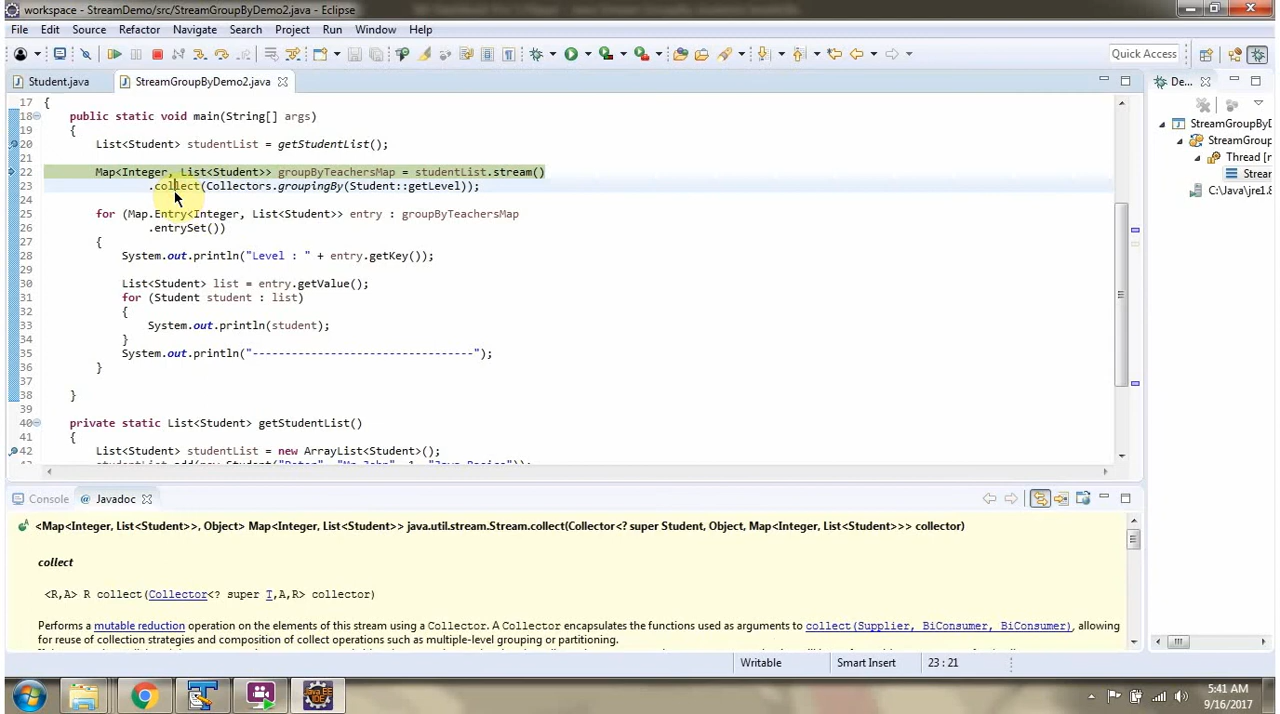 workspace - StreamDemo/src/StreamGroupByDemo2.java - Eclipse
File Edit Source Refactor Navigate Search Project Run Window Help
Quick Access
Student.java StreamGroupByDemo2.java De...
17 {
18 public static void main(String[] args)
19 {
20 List<Student> studentList = getStudentList();
21
22 Map<Integer, List<Student>> groupByTeachersMap = studentList.stream()
23 .collect(Collectors.groupingBy(Student::getLevel));
24
25 for (Map.Entry<Integer, List<Student>> entry : groupByTeachersMap
26 .entrySet())
27 {
28 System.out.println("Level : " + entry.getKey());
29
30 List<Student> list = entry.getValue();
31 for (Student student : list)
32 {
33 System.out.println(student);
34 }
35 System.out.println("----------------------------------");
36 }
37
38 }
39
40 private static List<Student> getStudentList()
41 {
42 List<Student> studentList = new ArrayList<Student>();
StreamGroupByD
StreamGroup
Thread [m
Strear
C:\Java\jre1.8
Console Javadoc
<Map<Integer, List<Student>>, Object> Map<Integer, List<Student>> java.util.stream.Stream.collect(Collector<? super Student, Object, Map<Integer, List<Student>>> collector)
collect
<R,A> R collect(Collector<? super T,A,R> collector)
Performs a mutable reduction operation on the elements of this stream using a Collector. A Collector encapsulates the functions used as arguments to collect(Supplier, BiConsumer, BiConsumer), allowing
for reuse of collection strategies and composition of collect operations such as multiple-level grouping or partitioning.
Writable Smart Insert 23 : 21
5:41 AM
9/16/2017